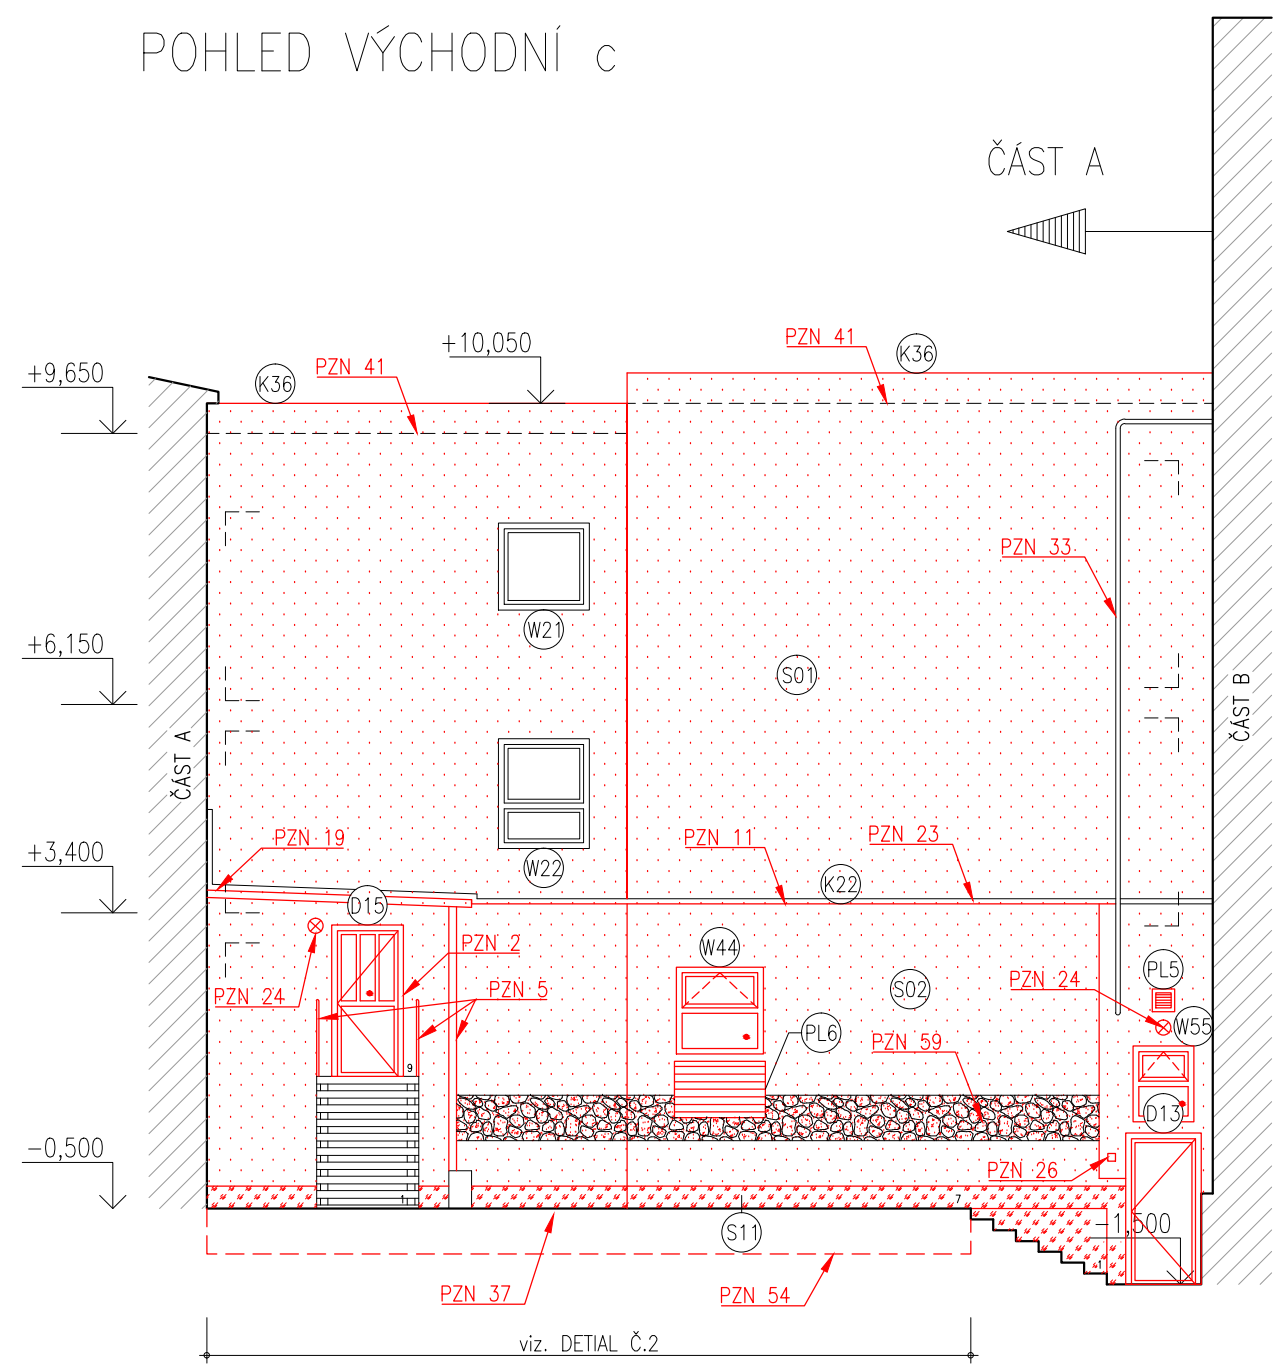 POHLED VÝCHODNÍ c
ČÁST A
+10,050
PZN 41
K36
+9,650
K36
PZN 41
PZN 33
W21
+6,150
S01
ČÁST A
ČÁST B
+3,400
PZN 19
W22
PZN 11
PZN 23
K22
D15
PZN 2
W44
PL5
PZN 24
PZN 5
S02
PZN 24
W55
PL6
PZN 59
9
D13
-0,500
PZN 26
1
7
S11
-1,500
1
PZN 37
PZN 54
viz. DETIAL Č.2